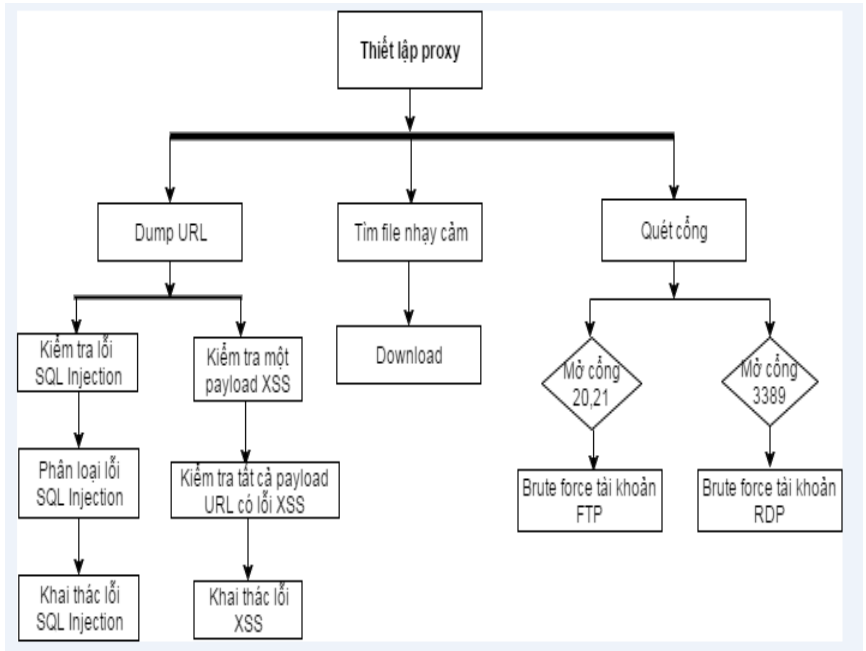 Thiết lập proxy
Dump URL
Tìm file nhạy cảm
Quét cổng
Kiểm tra lỗi
SQL Injection
Kiểm tra một
payload XSS
Download
Mở cổng
20,21
Mở cổng
3389
Phân loại lỗi
SQL Injection
Kiểm tra tất cả payload
URL có lỗi XSS
Brute force tài khoản
FTP
Brute force tài khoản
RDP
Khai thác lỗi
SQL Injection
Khai thác lỗi
XSS